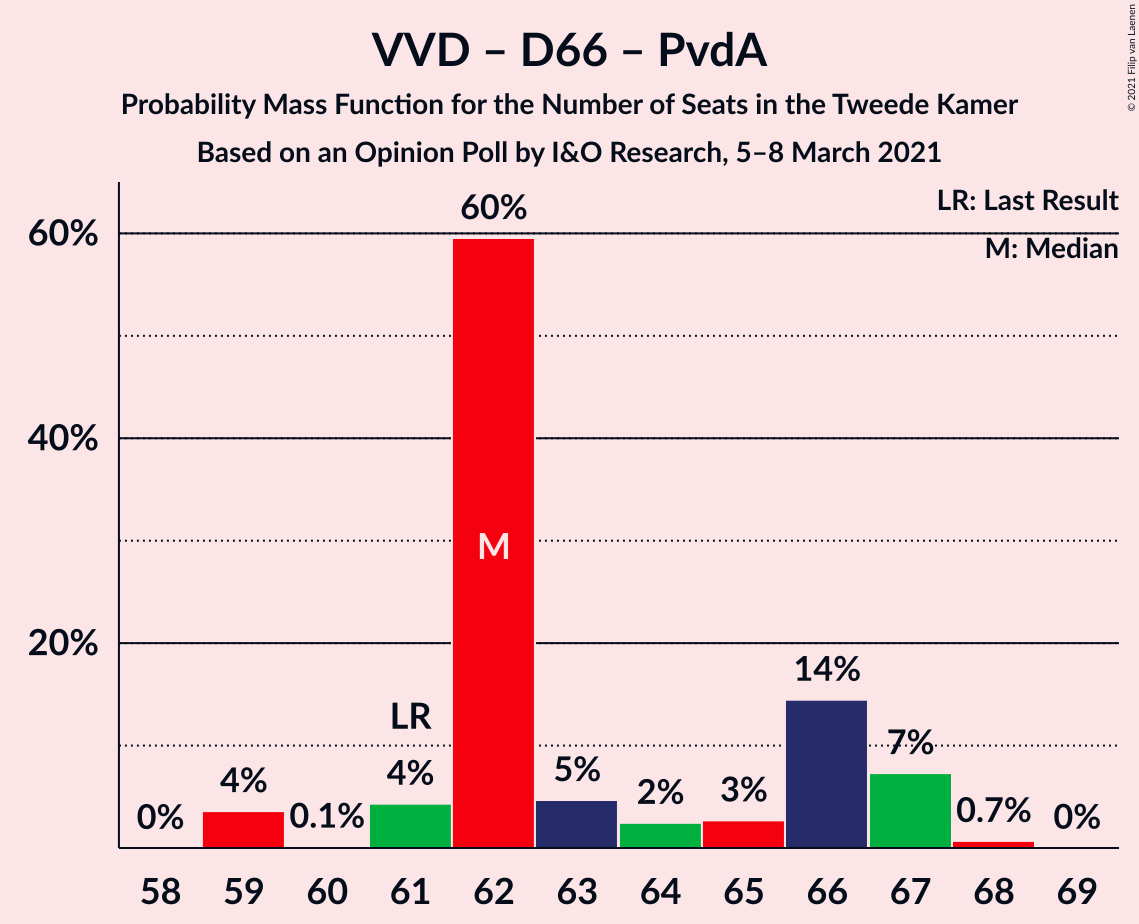 VVD – D66 – PvdA
Probability Mass Function for the Number of Seats in the Tweede Kamer
Based on an Opinion Poll by I&O Research, 5–8 March 2021
© 2021 Filip van Laenen
LR: Last Result
M: Median
60%
40%
20%
0%
4%
0.1%
LR
4%
60%
M
5%
2%
3%
14%
7%
0.7%
0%
58 59 60 61 62 63 64 65 66 67 68 69